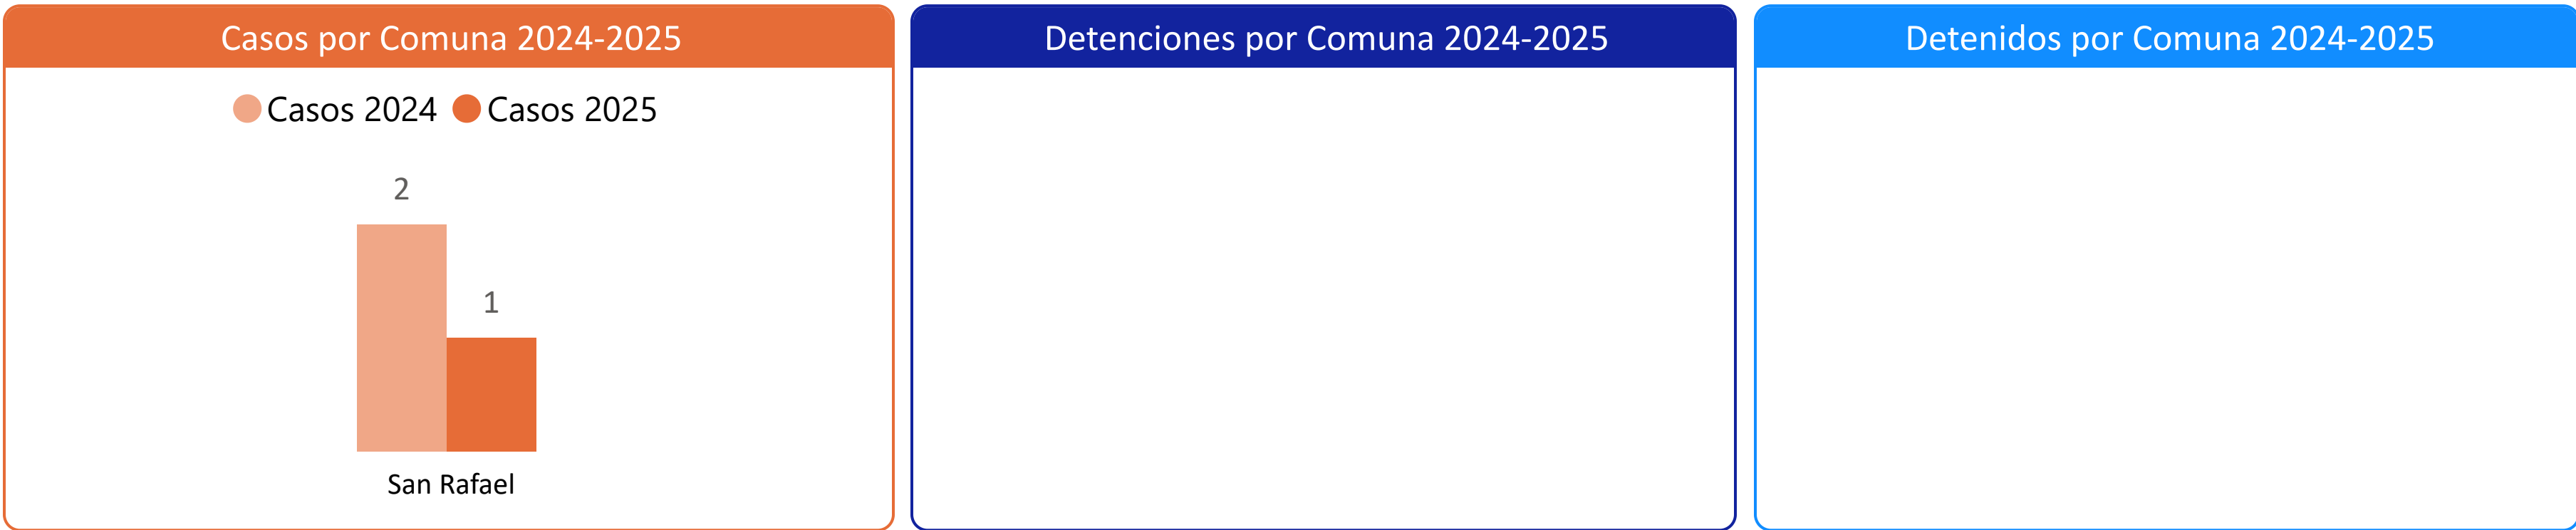 Casos por Comuna 2024-2025
Casos 2024 Casos 2025
2
1
San Rafael
Detenciones por Comuna 2024-2025
Detenidos por Comuna 2024-2025